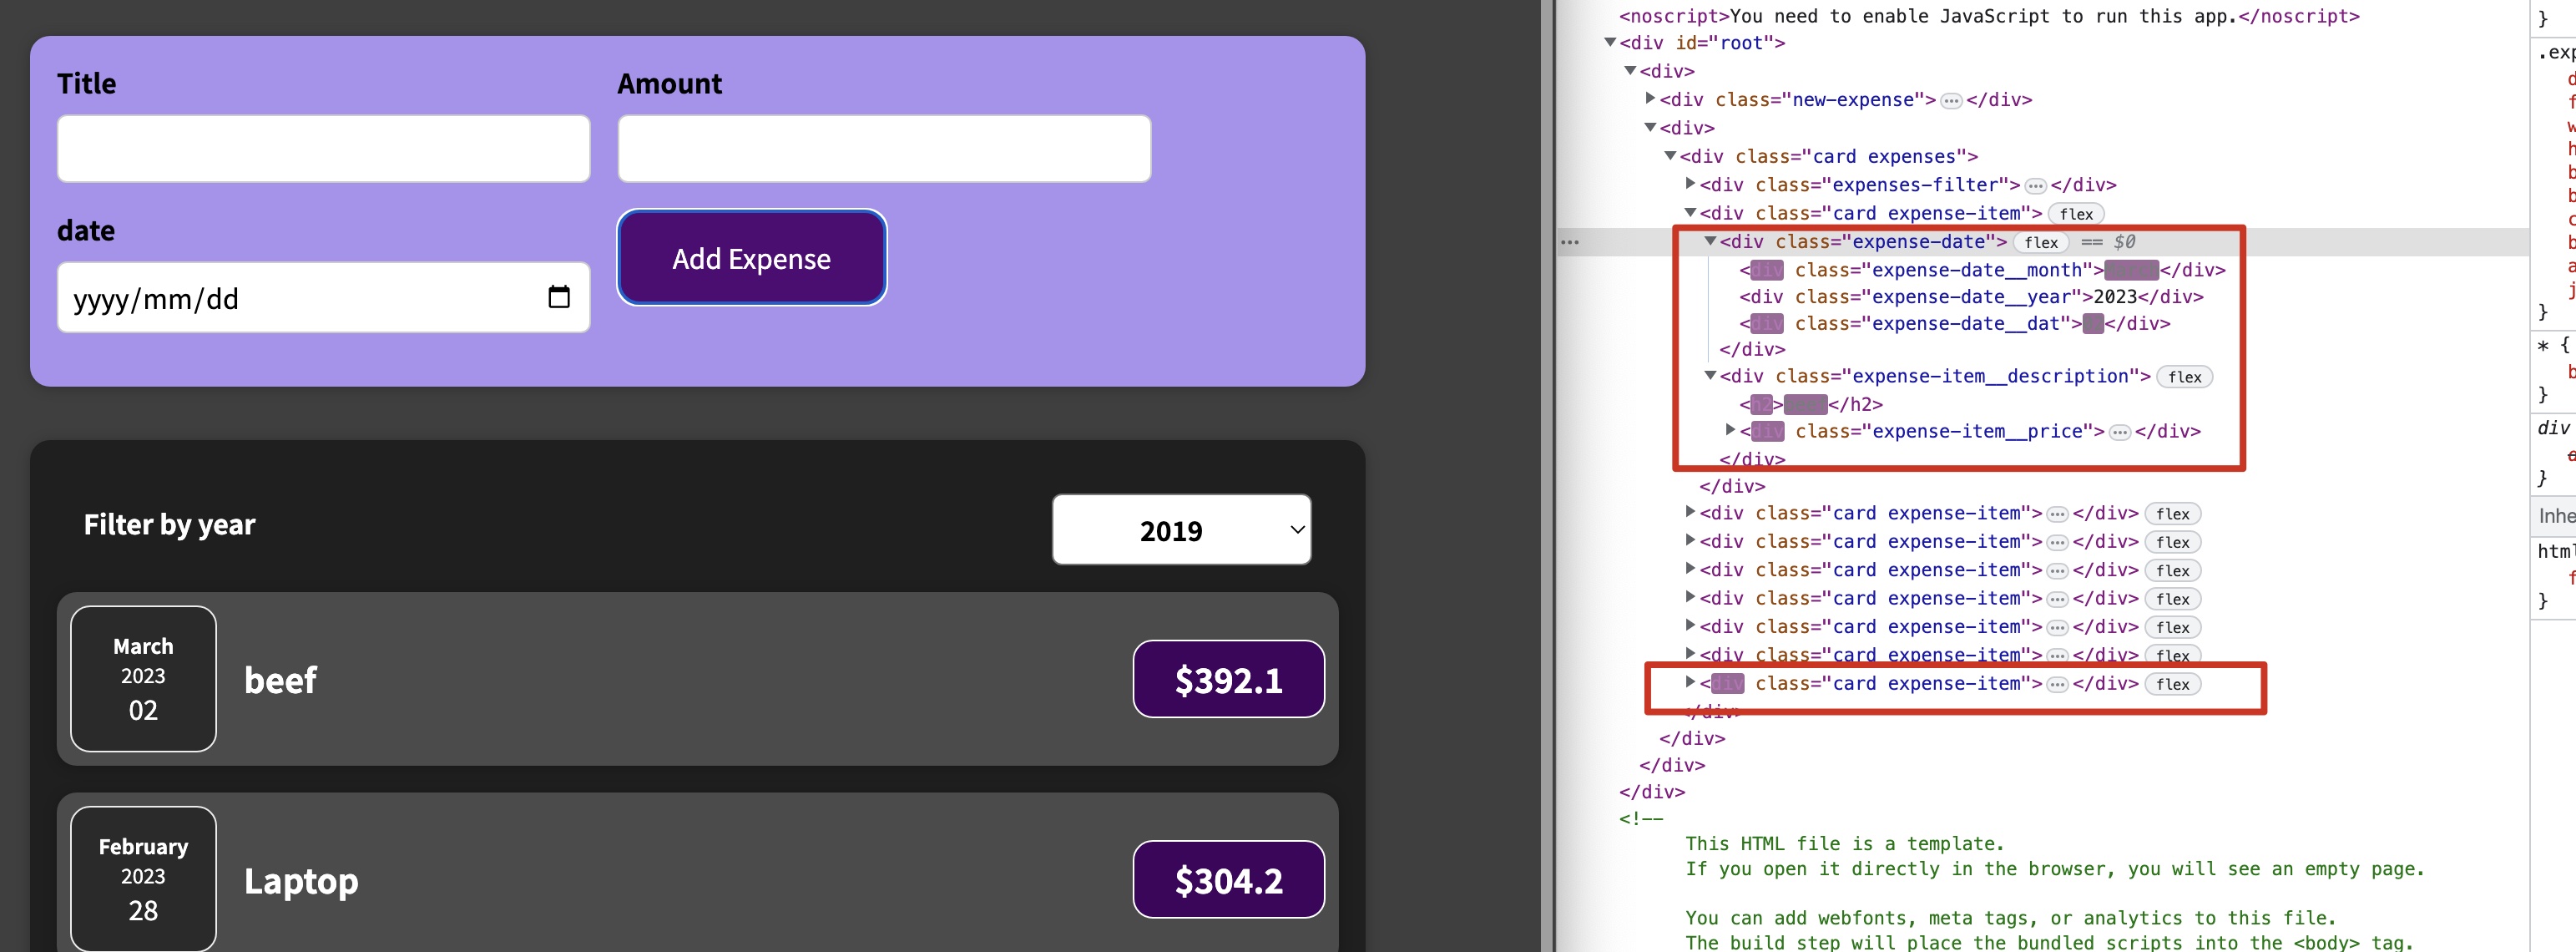 Title
Amount
date
yyyy/mm/dd
Add Expense
Filter by year
2019
March
2023
02
beef
$392.1
February
2023
28
Laptop
$304.2
<noscript>You need to enable JavaScript to run this app.</noscript>
<div id="root">
<div>
<div class="new-expense"> ⋯ </div>
<div>
<div class="card expenses">
<div class="expenses-filter"> ⋯ </div>
<div class="card expense-item"> flex
<div class="expense-date"> flex == $0
<div class="expense-date__month"> </div>
<div class="expense-date__year">2023</div>
<div class="expense-date__dat"> </div>
</div>
<div class="expense-item__description"> flex
<h2> </h2>
<div class="expense-item__price"> ⋯ </div>
</div>
</div>
<div class="card expense-item"> ⋯ </div> flex
<div class="card expense-item"> ⋯ </div> flex
<div class="card expense-item"> ⋯ </div> flex
<div class="card expense-item"> ⋯ </div> flex
<div class="card expense-item"> ⋯ </div> flex
<div class="card expense-item"> ⋯ </div> flex
<div class="card expense-item"> ⋯ </div> flex
</div>
</div>
</div>
</div>
<!--
This HTML file is a template.
If you open it directly in the browser, you will see an empty page.
You can add webfonts, meta tags, or analytics to this file.
The build step will place the bundled scripts into the <body> tag.
}
.exp
}
* {
}
div
}
Inhe
html
}